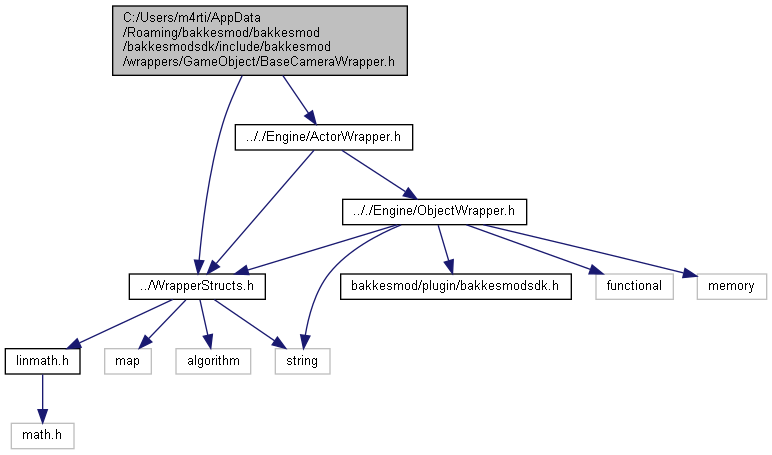 C:/Users/m4rti/AppData
/Roaming/bakkesmod/bakkesmod
/bakkesmodsdk/include/bakkesmod
/wrappers/GameObject/BaseCameraWrapper.h
.././Engine/ActorWrapper.h
.././Engine/ObjectWrapper.h
../WrapperStructs.h
bakkesmod/plugin/bakkesmodsdk.h
functional
memory
linmath.h
map
algorithm
string
math.h